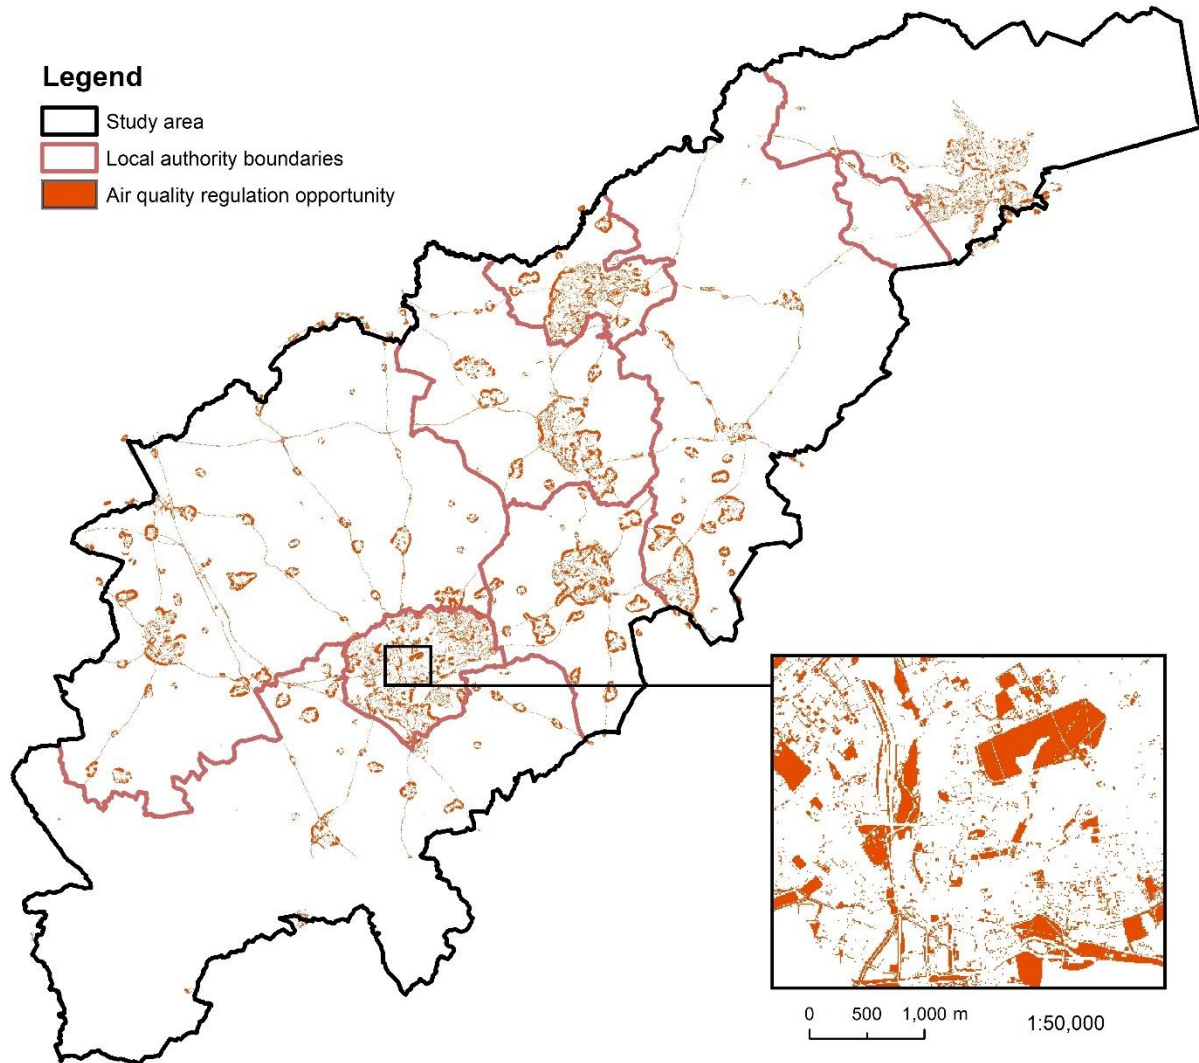 Legend
Study area
Local authority boundaries
Air quality regulation opportunity
0 500 1,000 m
1:50,000